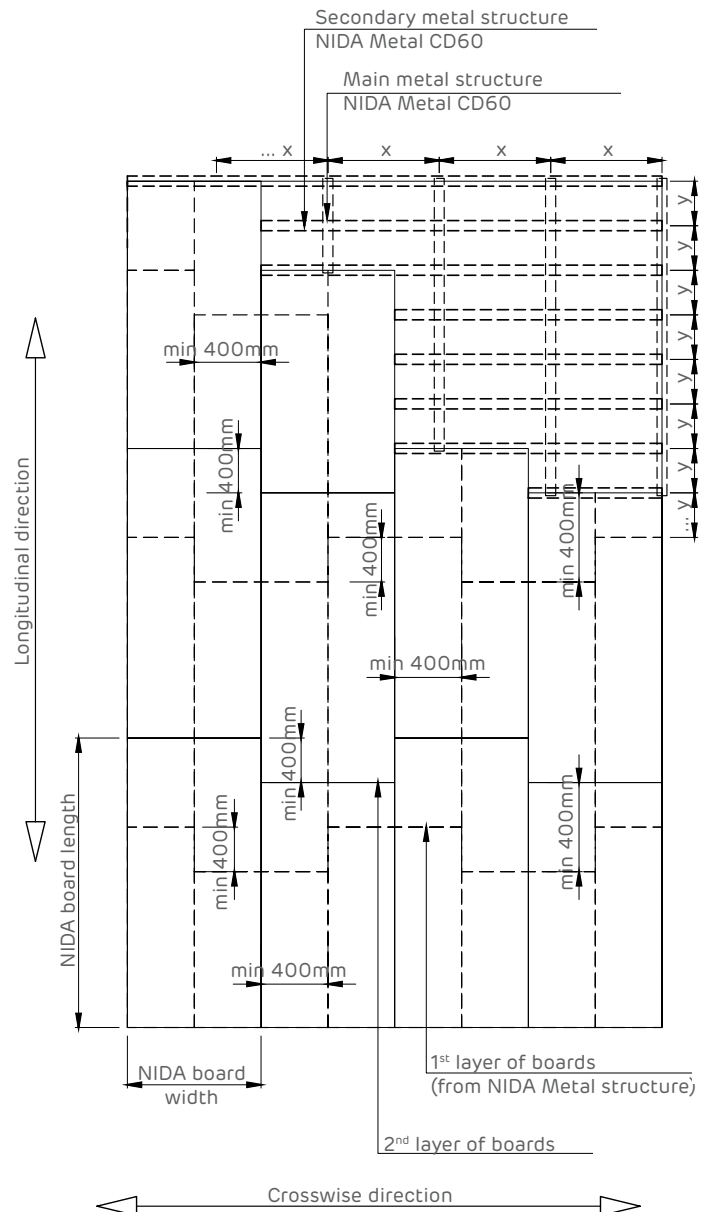 Secondary metal structure
NIDA Metal CD60
Main metal structure
NIDA Metal CD60
... x
x
x
x
y
y
y
y
y
y
y
... y
min 400mm
min 400mm
min 400mm
min 400mm
Longitudinal direction
min 400mm
min 400mm
min 400mm
min 400mm
NIDA board length
min 400mm
NIDA board
width
1st layer of boards
(from NIDA Metal structure)
2nd layer of boards
Crosswise direction